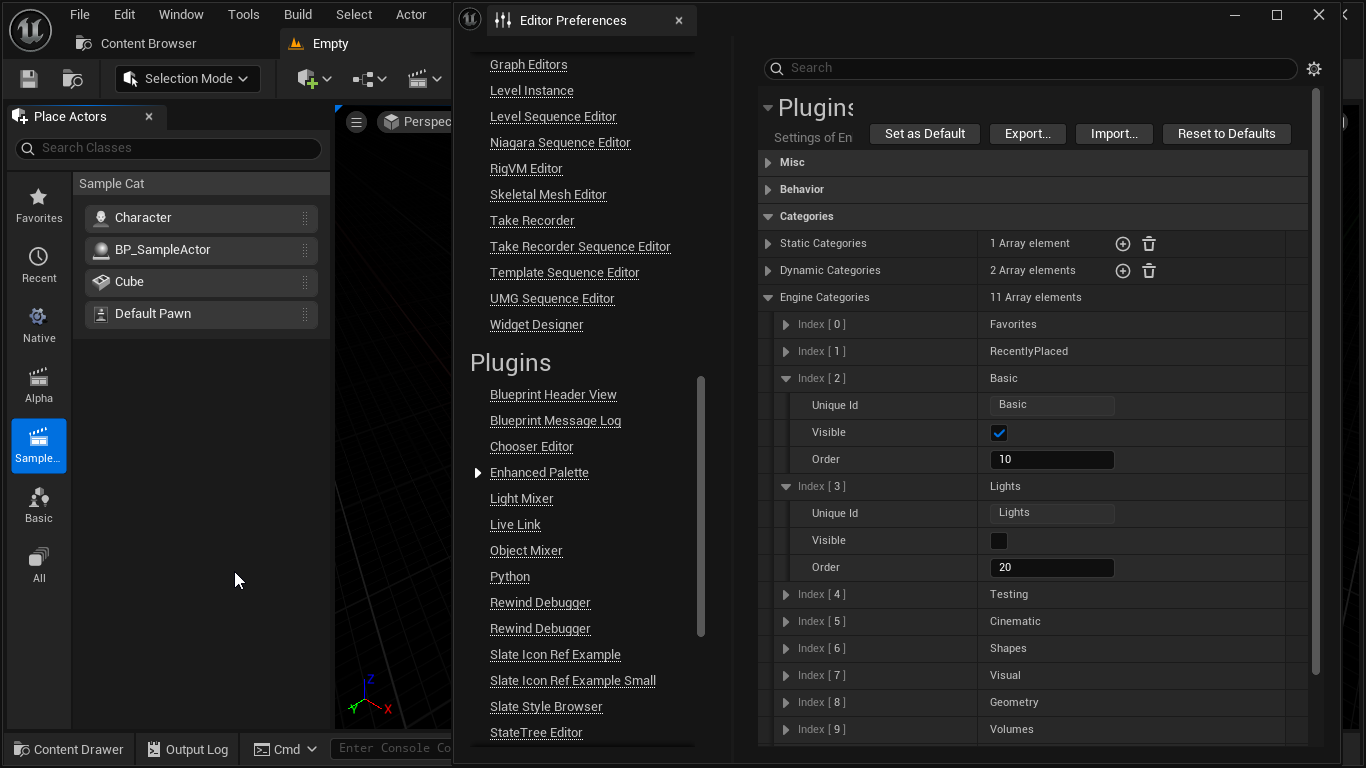 File Edit Window Tools Build Select Actor
Content Browser
Empty
Selection Mode
Place Actors
Search Classes
Favorites
Recent
Native
Alpha
Sample...
Basic
All
Sample Cat
Character
BP_SampleActor
Cube
Default Pawn
Perspec
X
Y
Z
Content Drawer
Output Log
Cmd
Enter Console Co
Editor Preferences
Graph Editors
Level Instance
Level Sequence Editor
Niagara Sequence Editor
RigVM Editor
Skeletal Mesh Editor
Take Recorder
Take Recorder Sequence Editor
Template Sequence Editor
UMG Sequence Editor
Widget Designer
Plugins
Blueprint Header View
Blueprint Message Log
Chooser Editor
Enhanced Palette
Light Mixer
Live Link
Object Mixer
Python
Rewind Debugger
Rewind Debugger
Slate Icon Ref Example
Slate Icon Ref Example Small
Slate Style Browser
StateTree Editor
Search
Plugins
Settings of En
Set as Default
Export...
Import...
Reset to Defaults
Misc
Behavior
Categories
Static Categories 1 Array element
Dynamic Categories 2 Array elements
Engine Categories 11 Array elements
Index [ 0 ] Favorites
Index [ 1 ] RecentlyPlaced
Index [ 2 ] Basic
Unique Id Basic
Visible
Order 10
Index [ 3 ] Lights
Unique Id Lights
Visible
Order 20
Index [ 4 ] Testing
Index [ 5 ] Cinematic
Index [ 6 ] Shapes
Index [ 7 ] Visual
Index [ 8 ] Geometry
Index [ 9 ] Volumes